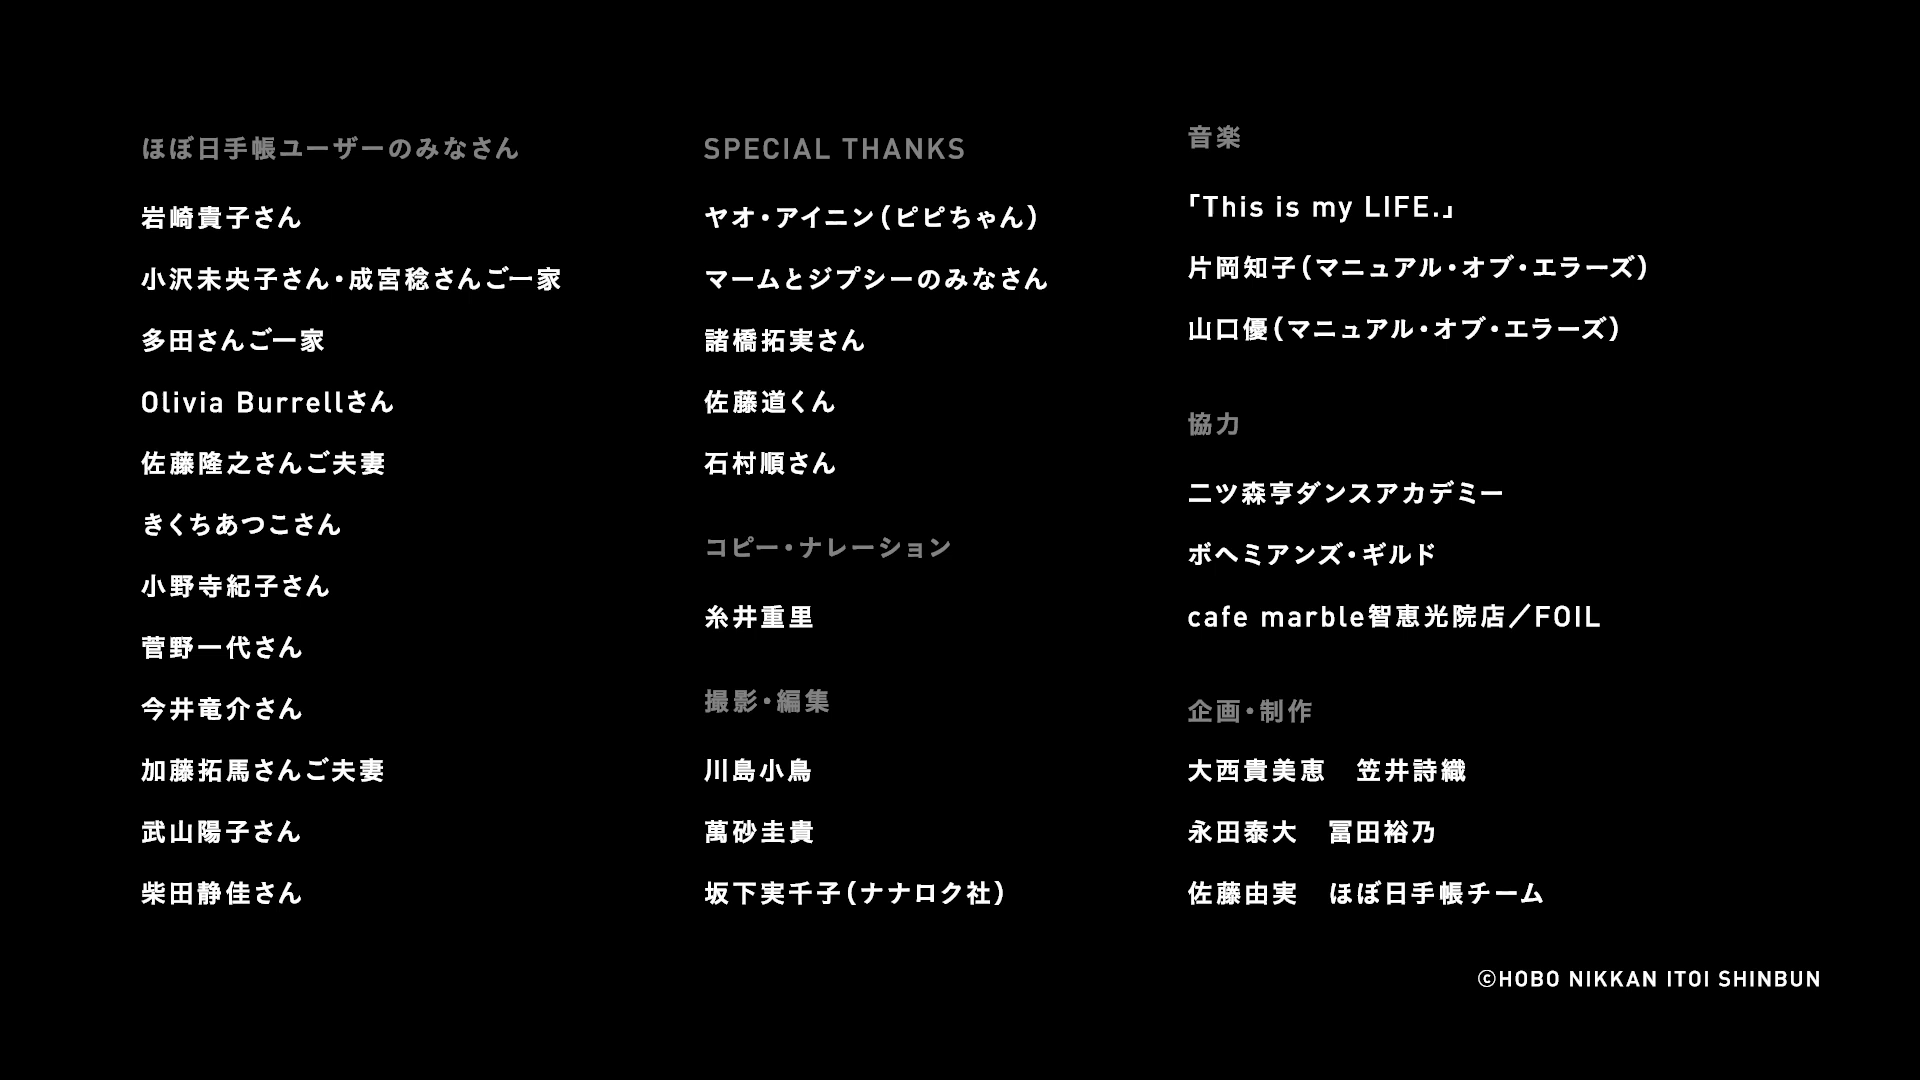 ほぼ日手帳ユーザーのみなさん
岩崎貴子さん
小沢未央子さん・成宮稔さんご一家
多田さんご一家
Olivia Burrellさん
佐藤隆之さんご夫妻
きくちあつこさん
小野寺紀子さん
菅野一代さん
今井竜介さん
加藤拓馬さんご夫妻
武山陽子さん
柴田静佳さん
SPECIAL THANKS
ヤオ・アイニン（ピピちゃん）
マームとジプシーのみなさん
諸橋拓実さん
佐藤道くん
石村順さん
コピー・ナレーション
糸井重里
撮影・編集
川島小鳥
萬砂圭貴
坂下実千子（ナナロク社）
音楽
「This is my LIFE.」
片岡知子（マニュアル・オブ・エラーズ）
山口優（マニュアル・オブ・エラーズ）
協力
二ツ森亨ダンスアカデミー
ボヘミアンズ・ギルド
cafe marble智恵光院店／FOIL
企画・制作
大西貴美恵　笠井詩織
永田泰大　冨田裕乃
佐藤由実　ほぼ日手帳チーム
©HOBO NIKKAN ITOI SHINBUN